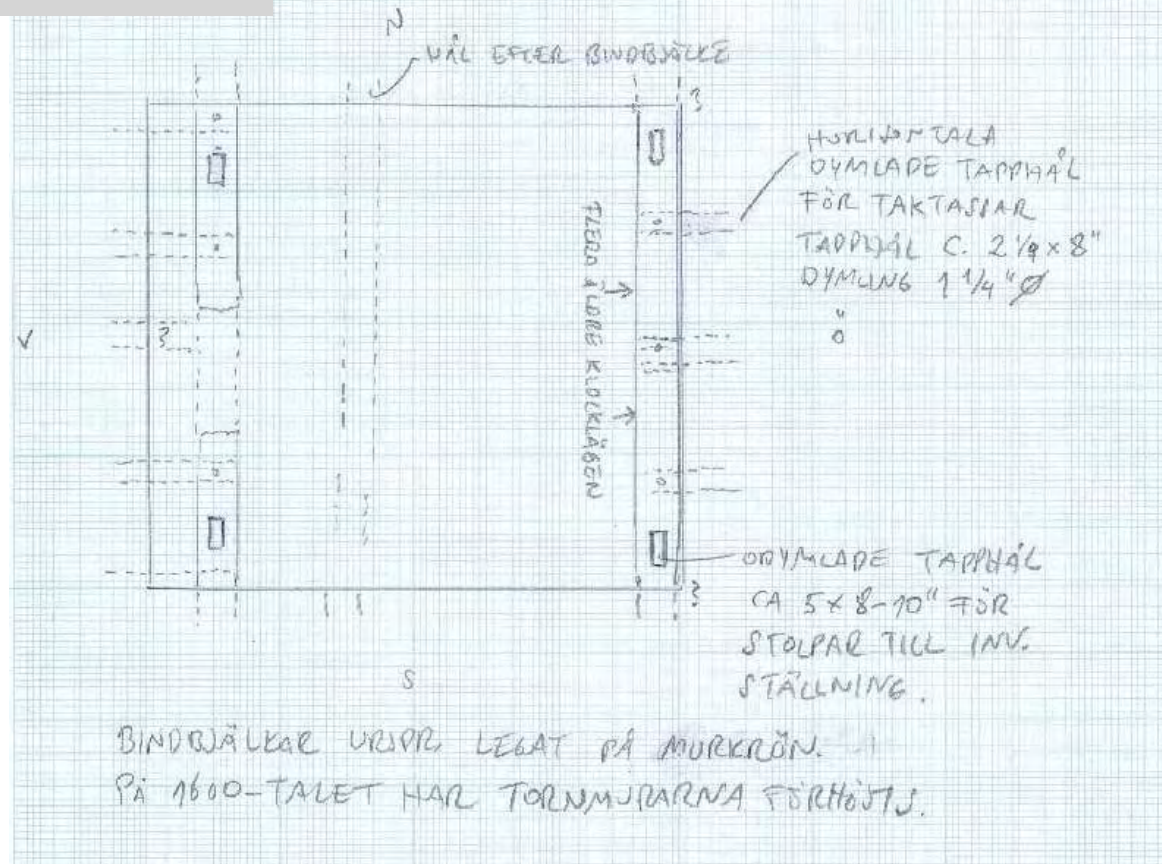 N
HÅL EFTER BINDBJÄLKE
?
HORISONTALA
DYMLADE TAPPHÅL
FÖR TAKTASSAR
TAPPHÅL C. 2 1/4 x 8"
DYMLING 1 1/4" Ø
FLERA ÄLDRE KLOCKLÄGEN
V
?
ODYMLADE TAPPHÅL
CA 5 x 8-10" FÖR
STOLPAR TILL INV.
STÄLLNING.
?
S
BINDBJÄLKAR URSPR. LEGAT PÅ MURKRÖN.
PÅ 1600-TALET HAR TORNMURARNA FÖRHÖJTS.